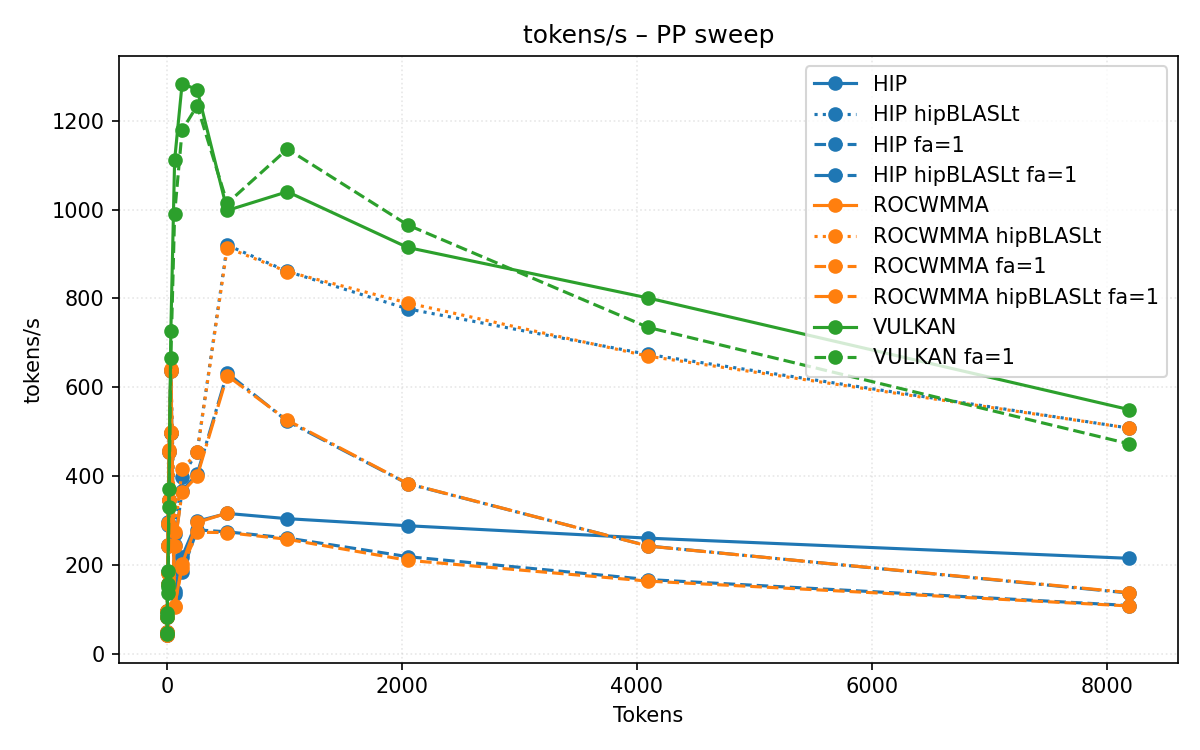 tokens/s – PP sweep
HIP
HIP hipBLASLt
HIP fa=1
HIP hipBLASLt fa=1
ROCWMMA
ROCWMMA hipBLASLt
ROCWMMA fa=1
ROCWMMA hipBLASLt fa=1
VULKAN
VULKAN fa=1
tokens/s
1200
1000
800
600
400
200
0
0 2000 4000 6000 8000
Tokens